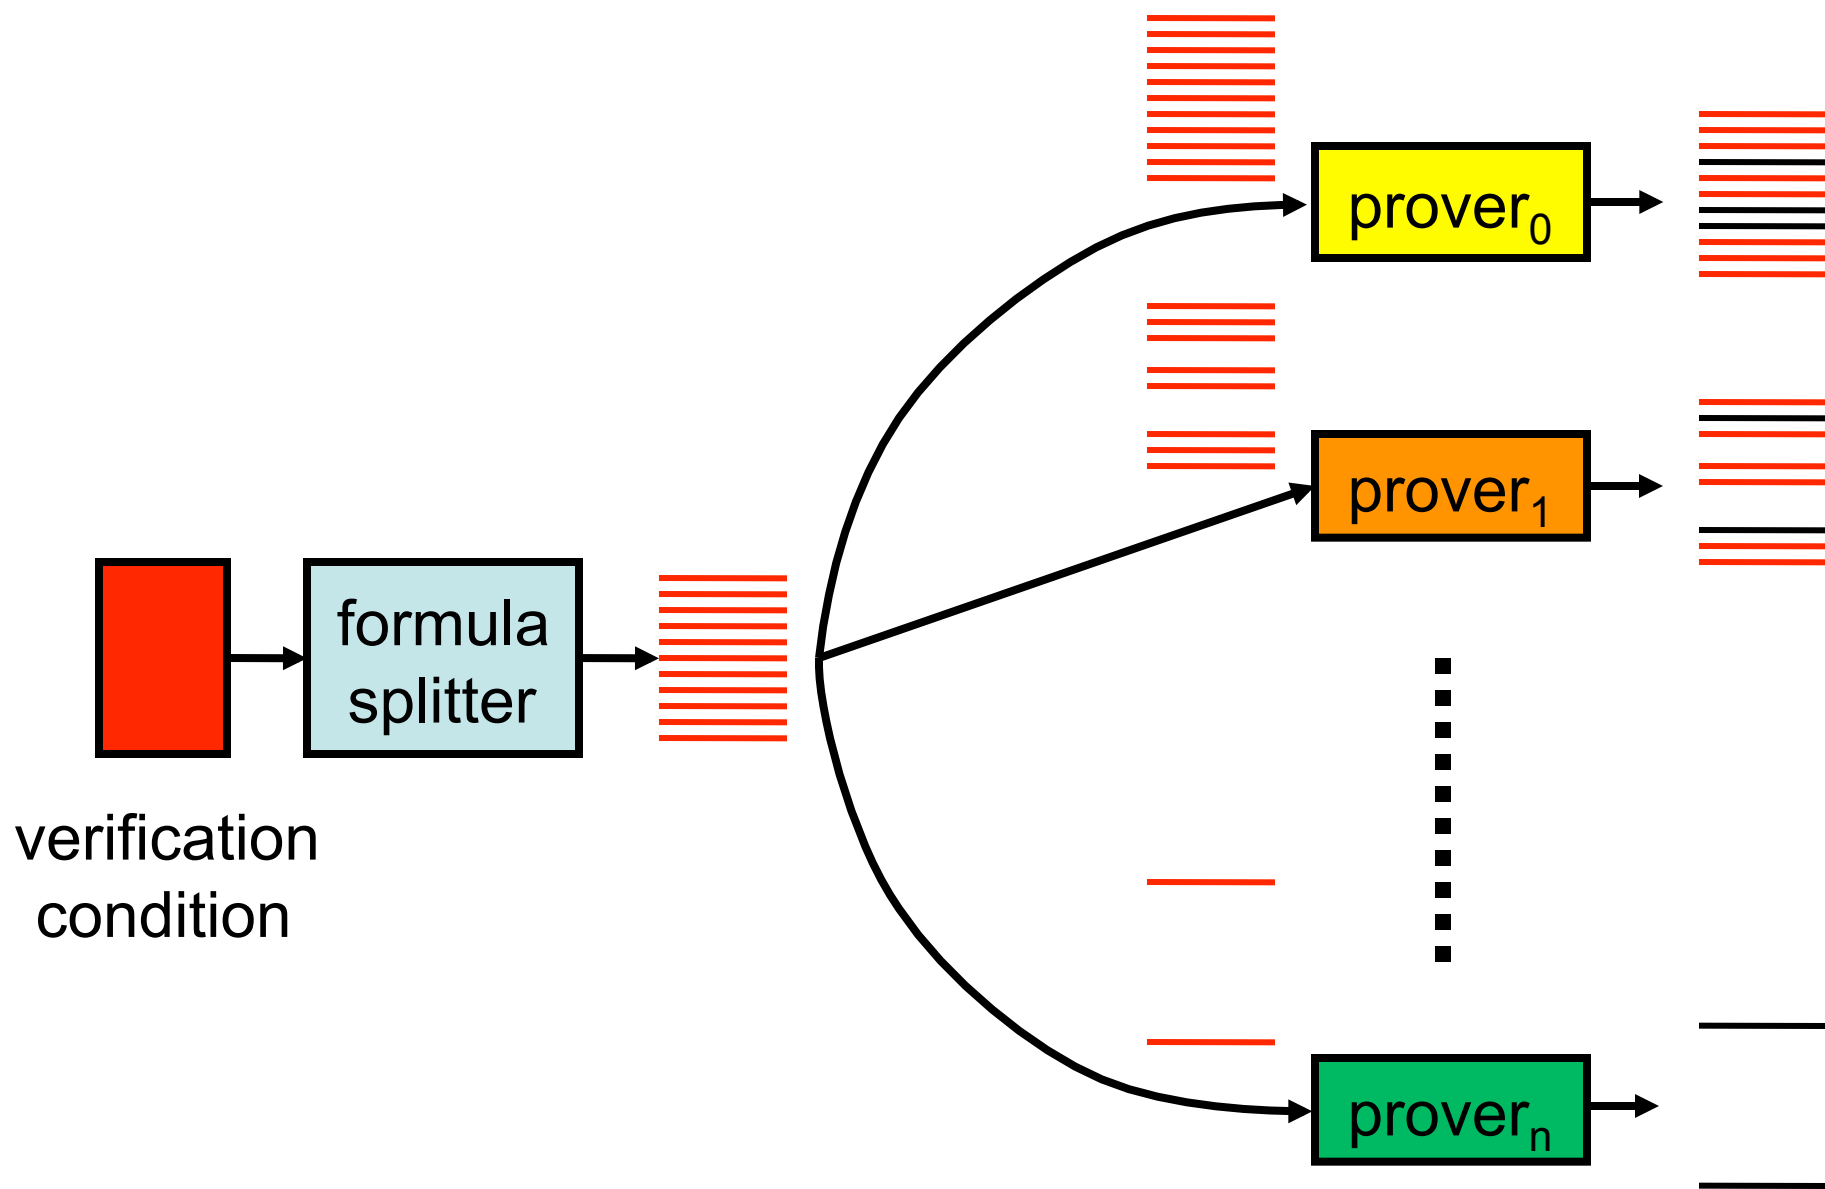 prover₀
prover₁
formula
splitter
verification
condition
proverₙ